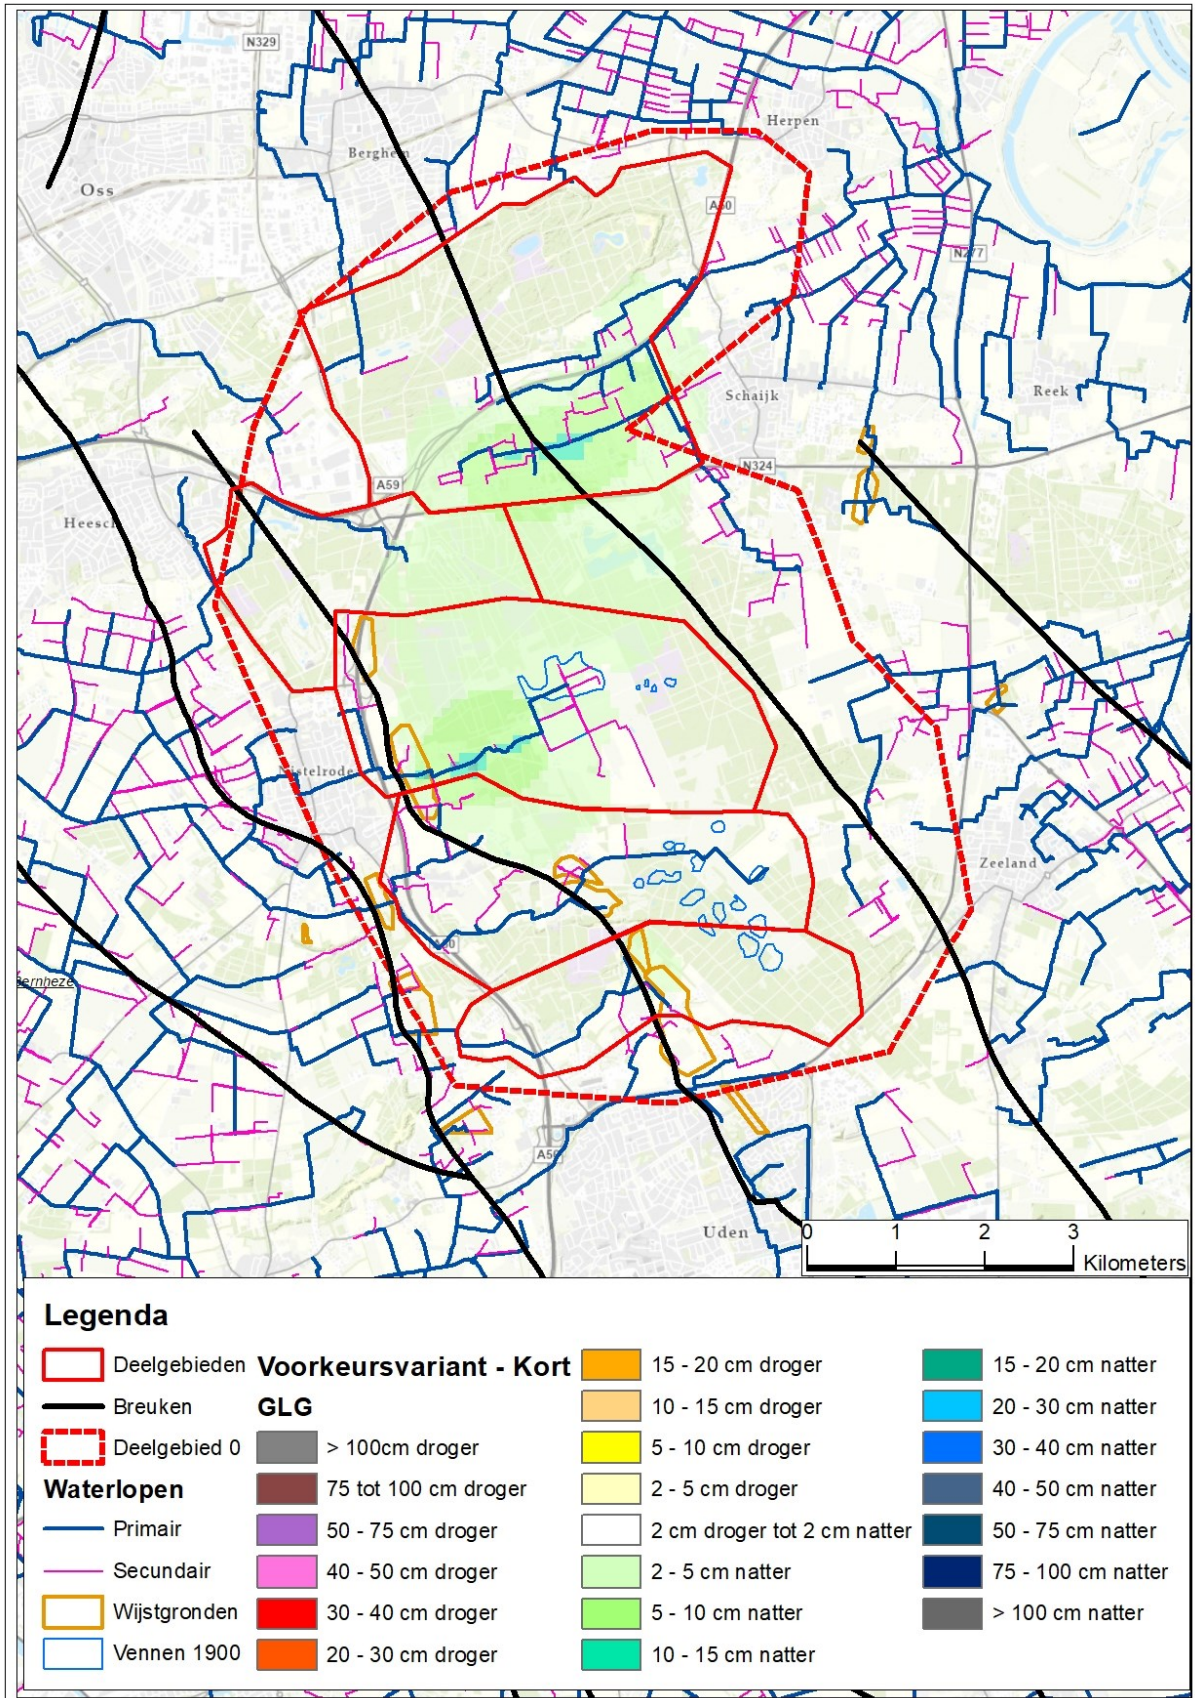 N329
Herpen
Berghem
Oss
A50
N277
Schaijk
Reek
N324
A59
Heesch
Nistelrode
Zeeland
A50
Bernheze
A50
Uden
0 1 2 3
Kilometers
Legenda
Deelgebieden
Breuken
Deelgebied 0
Waterlopen
Primair
Secundair
Wijstgronden
Vennen 1900
Voorkeursvariant - Kort
GLG
> 100cm droger
75 tot 100 cm droger
50 - 75 cm droger
40 - 50 cm droger
30 - 40 cm droger
20 - 30 cm droger
15 - 20 cm droger
10 - 15 cm droger
5 - 10 cm droger
2 - 5 cm droger
2 cm droger tot 2 cm natter
2 - 5 cm natter
5 - 10 cm natter
10 - 15 cm natter
15 - 20 cm natter
20 - 30 cm natter
30 - 40 cm natter
40 - 50 cm natter
50 - 75 cm natter
75 - 100 cm natter
> 100 cm natter